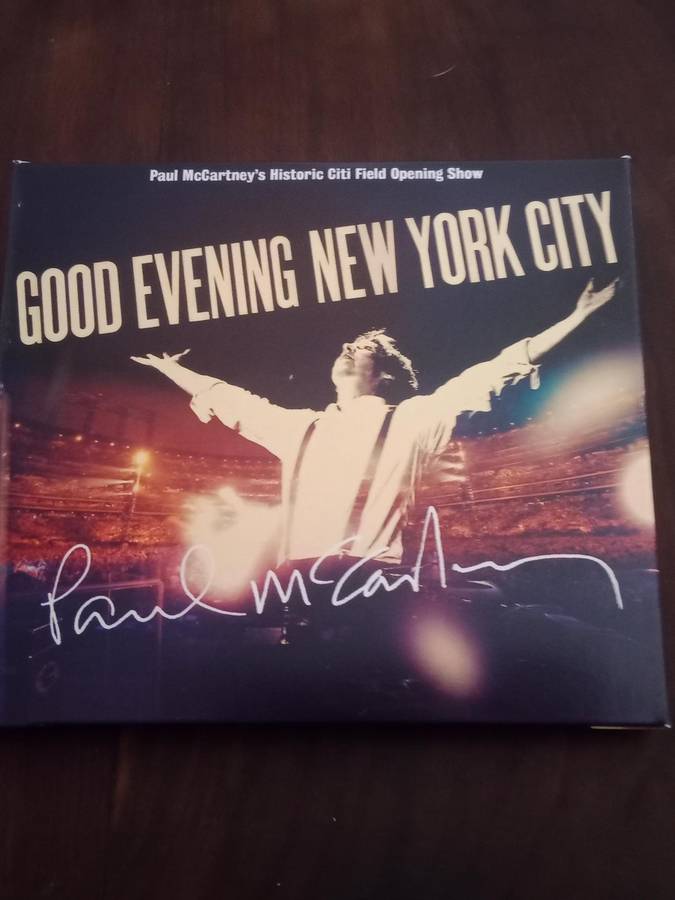 Paul McCartney's Historic Citi Field Opening Show
GOOD EVENING NEW YORK CITY
Paul McCartney